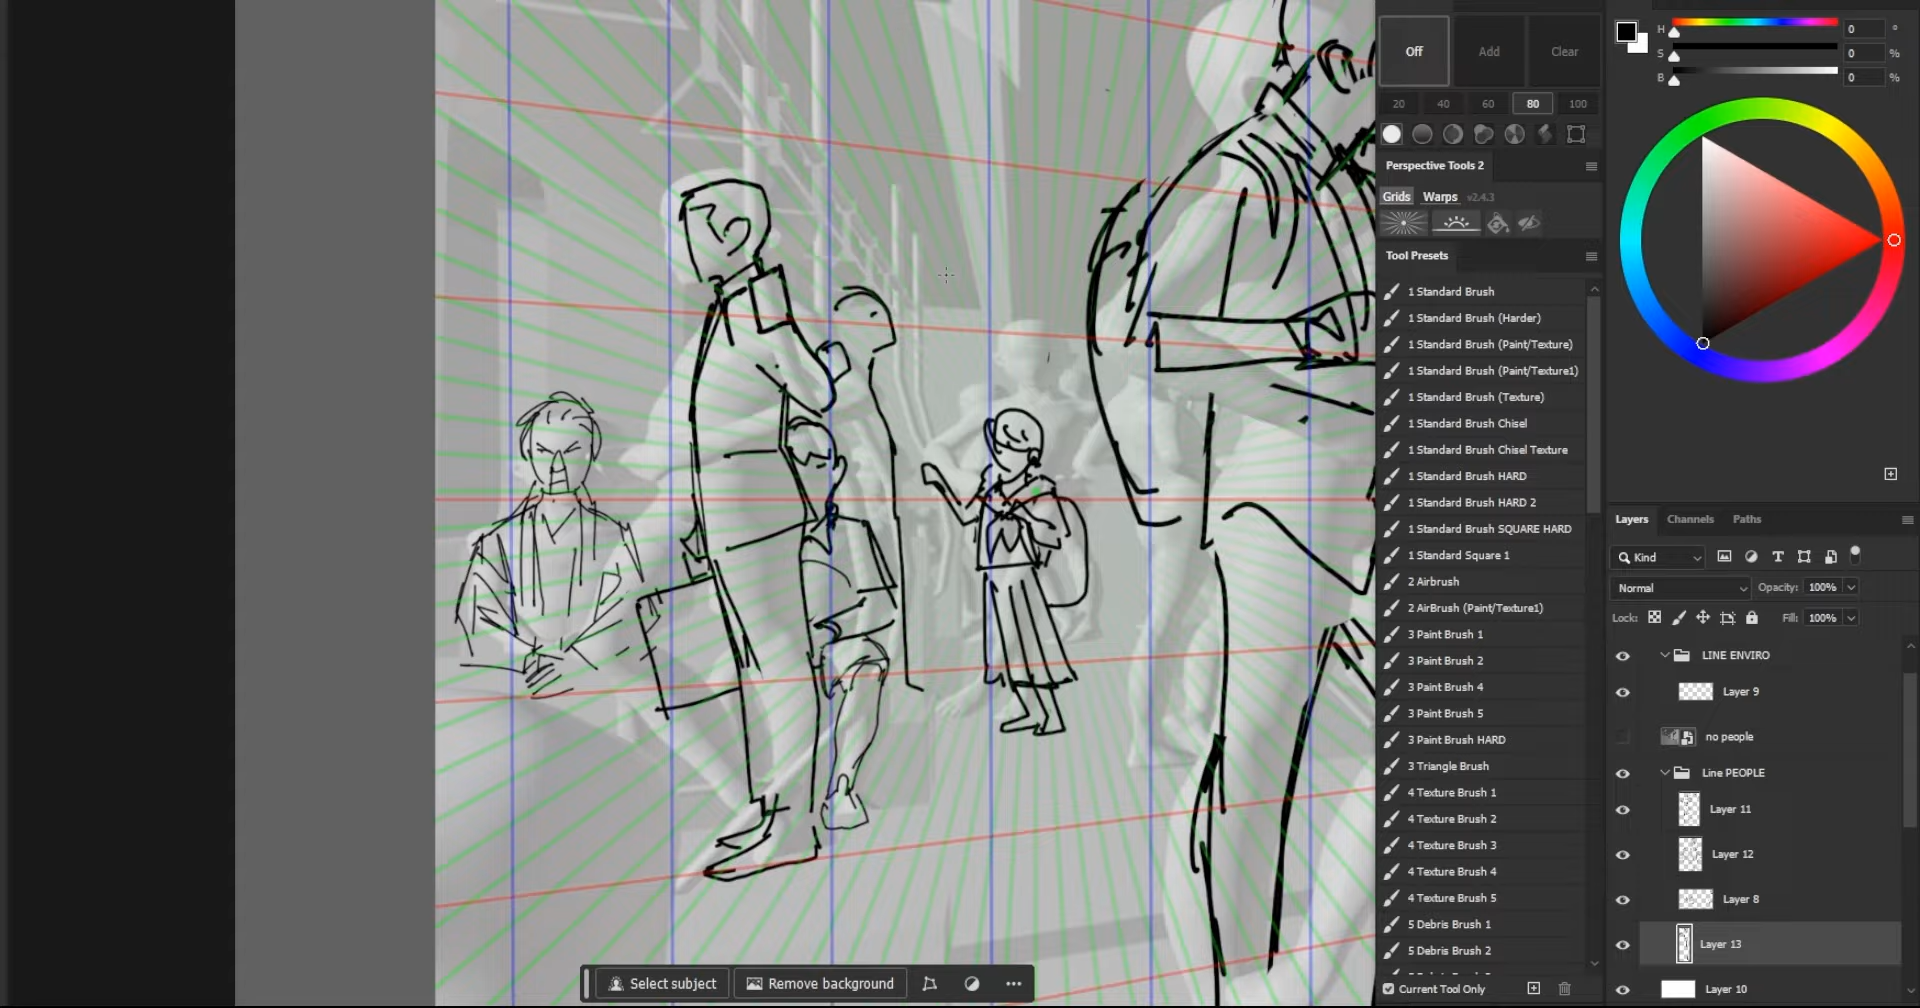 Off Add Clear
20 40 60 80 100
Perspective Tools 2
Grids Warps v2.4.3
Tool Presets
1 Standard Brush
1 Standard Brush (Harder)
1 Standard Brush (Paint/Texture)
1 Standard Brush (Paint/Texture1)
1 Standard Brush (Texture)
1 Standard Brush Chisel
1 Standard Brush Chisel Texture
1 Standard Brush HARD
1 Standard Brush HARD 2
1 Standard Brush SQUARE HARD
1 Standard Square 1
2 Airbrush
2 AirBrush (Paint/Texture1)
3 Paint Brush 1
3 Paint Brush 2
3 Paint Brush 4
3 Paint Brush 5
3 Paint Brush HARD
3 Triangle Brush
4 Texture Brush 1
4 Texture Brush 2
4 Texture Brush 3
4 Texture Brush 4
4 Texture Brush 5
5 Debris Brush 1
5 Debris Brush 2
Current Tool Only
H 0 °
S 0 %
B 0 %
Layers Channels Paths
Kind
Normal Opacity: 100%
Lock: Fill: 100%
LINE ENVIRO
Layer 9
no people
Line PEOPLE
Layer 11
Layer 12
Layer 8
Layer 13
Layer 10
Select subject Remove background